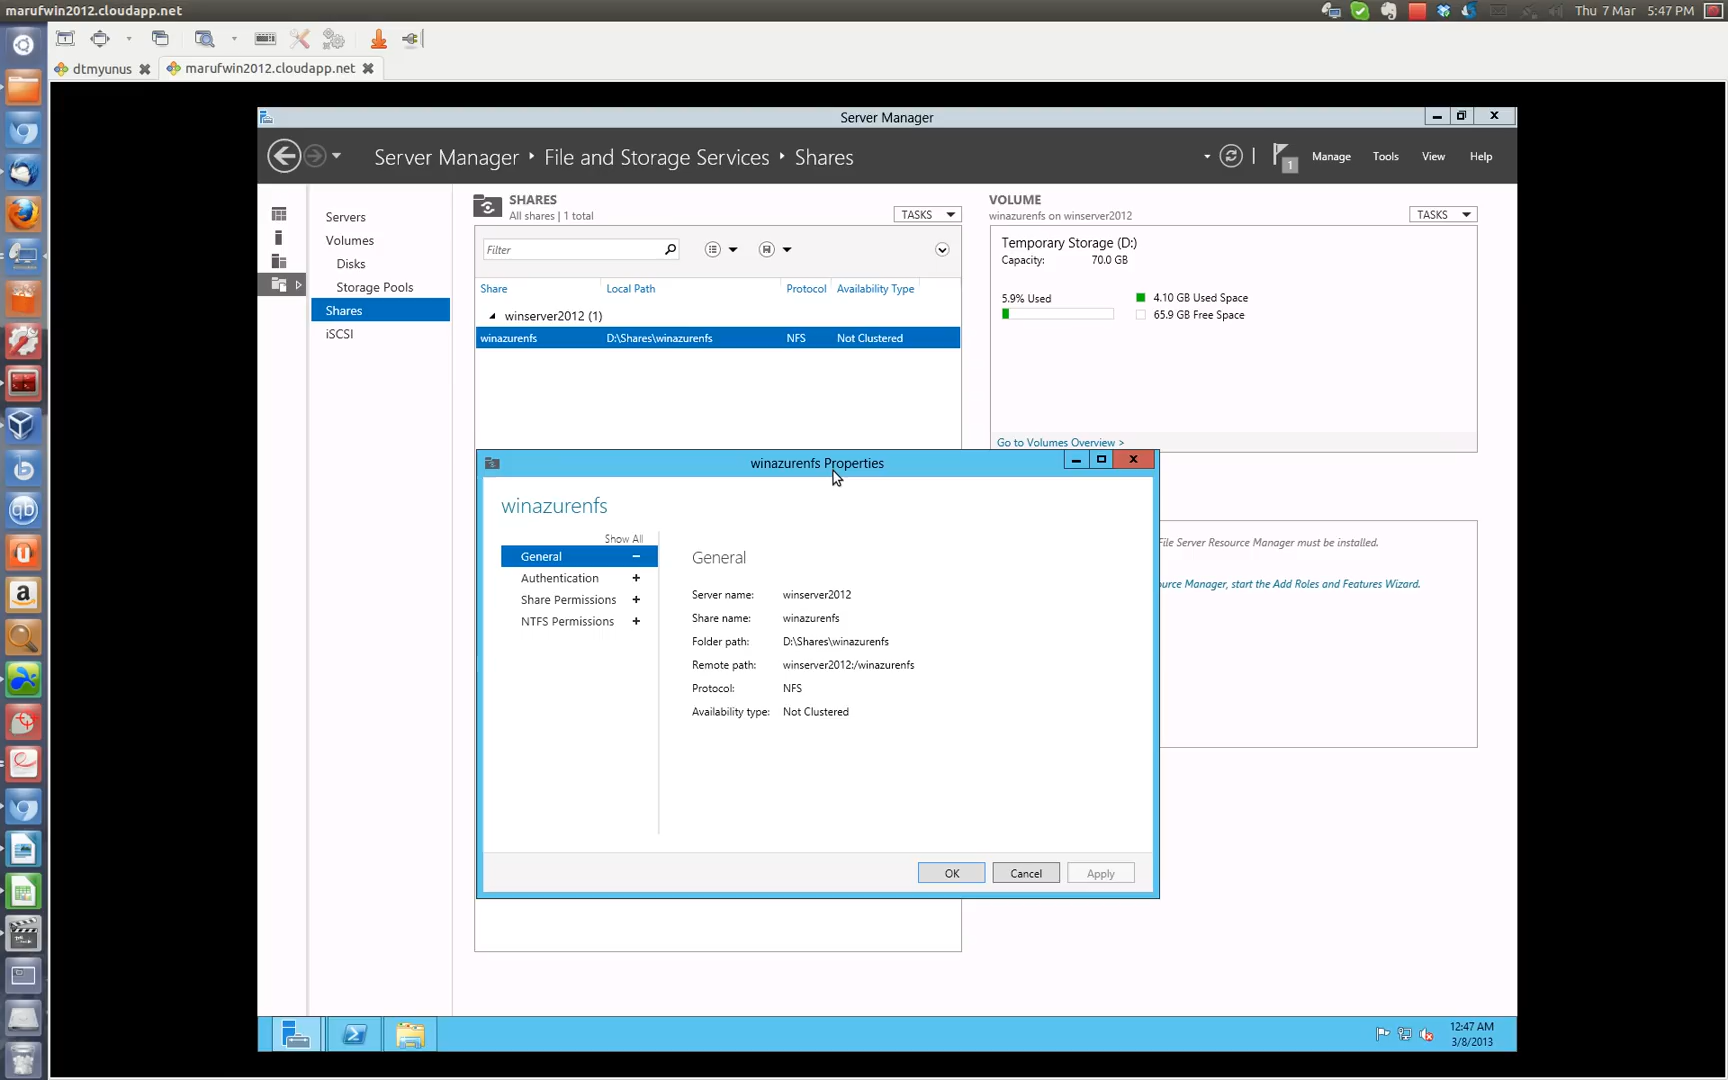 marufwin2012.cloudapp.net
Thu 7 Mar 5:47 PM
dtmyunus
marufwin2012.cloudapp.net
Server Manager
Server Manager File and Storage Services Shares
1 Manage Tools View Help
Servers
Volumes
Disks
Storage Pools
Shares
iSCSI
SHARES
All shares | 1 total
TASKS
Filter
Share Local Path Protocol Availability Type
winserver2012 (1)
winazurenfs D:\Shares\winazurenfs NFS Not Clustered
VOLUME
winazurenfs on winserver2012
TASKS
Temporary Storage (D:)
Capacity: 70.0 GB
5.9% Used
4.10 GB Used Space
65.9 GB Free Space
Go to Volumes Overview >
File Server Resource Manager must be installed.
urce Manager, start the Add Roles and Features Wizard.
winazurenfs Properties
winazurenfs
Show All
General –
Authentication +
Share Permissions +
NTFS Permissions +
General
Server name: winserver2012
Share name: winazurenfs
Folder path: D:\Shares\winazurenfs
Remote path: winserver2012:/winazurenfs
Protocol: NFS
Availability type: Not Clustered
OK Cancel Apply
12:47 AM
3/8/2013